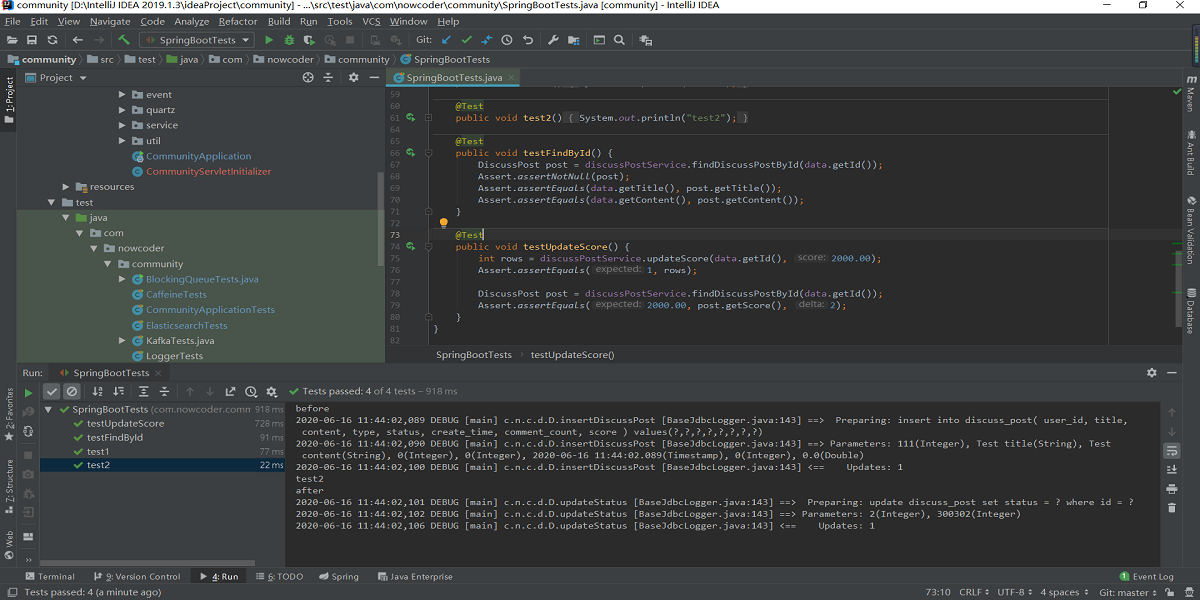 community [D:\IntelliJ IDEA 2019.1.3\ideaProject\community] - ...\src\test\java\com\nowcoder\community\SpringBootTests.java [community] - IntelliJ IDEA
File Edit View Navigate Code Analyze Refactor Build Run Tools VCS Window Help
SpringBootTests Git:
community src test java com nowcoder community SpringBootTests
1: Project
Project
event
quartz
service
util
CommunityApplication
CommunityServletInitializer
resources
test
java
com
nowcoder
community
BlockingQueueTests.java
CaffeineTests
CommunityApplicationTests
ElasticsearchTests
KafkaTests.java
LoggerTests
SpringBootTests.java
59
60 @Test
61 public void test2() { System.out.println("test2"); }
64
65 @Test
66 public void testFindById() {
67 DiscussPost post = discussPostService.findDiscussPostById(data.getId());
68 Assert.assertNotNull(post);
69 Assert.assertEquals(data.getTitle(), post.getTitle());
70 Assert.assertEquals(data.getContent(), post.getContent());
71 }
72
73 @Test
74 public void testUpdateScore() {
75 int rows = discussPostService.updateScore(data.getId(), score: 2000.00);
76 Assert.assertEquals( expected: 1, rows);
77
78 DiscussPost post = discussPostService.findDiscussPostById(data.getId());
79 Assert.assertEquals( expected: 2000.00, post.getScore(), delta: 2);
80 }
81 }
82
SpringBootTests › testUpdateScore()
m Maven
Ant Build
Bean Validation
Database
Run: SpringBootTests
Tests passed: 4 of 4 tests – 918 ms
SpringBootTests (com.nowcoder.comm 918 ms
testUpdateScore 728 ms
testFindById 91 ms
test1 77 ms
test2 22 ms
before
2020-06-16 11:44:02,089 DEBUG [main] c.n.c.d.D.insertDiscussPost [BaseJdbcLogger.java:143] ==>  Preparing: insert into discuss_post( user_id, title,
content, type, status, create_time, comment_count, score ) values(?,?,?,?,?,?,?,?)
2020-06-16 11:44:02,090 DEBUG [main] c.n.c.d.D.insertDiscussPost [BaseJdbcLogger.java:143] ==> Parameters: 111(Integer), Test title(String), Test
content(String), 0(Integer), 0(Integer), 2020-06-16 11:44:02.089(Timestamp), 0(Integer), 0.0(Double)
2020-06-16 11:44:02,100 DEBUG [main] c.n.c.d.D.insertDiscussPost [BaseJdbcLogger.java:143] <==    Updates: 1
test2
after
2020-06-16 11:44:02,101 DEBUG [main] c.n.c.d.D.updateStatus [BaseJdbcLogger.java:143] ==>  Preparing: update discuss_post set status = ? where id = ?
2020-06-16 11:44:02,102 DEBUG [main] c.n.c.d.D.updateStatus [BaseJdbcLogger.java:143] ==> Parameters: 2(Integer), 300302(Integer)
2020-06-16 11:44:02,106 DEBUG [main] c.n.c.d.D.updateStatus [BaseJdbcLogger.java:143] <==    Updates: 1
2: Favorites
Z: Structure
Web
Terminal 9: Version Control 4: Run 6: TODO Spring Java Enterprise 1 Event Log
Tests passed: 4 (a minute ago) 73:10 CRLF UTF-8 4 spaces Git: master